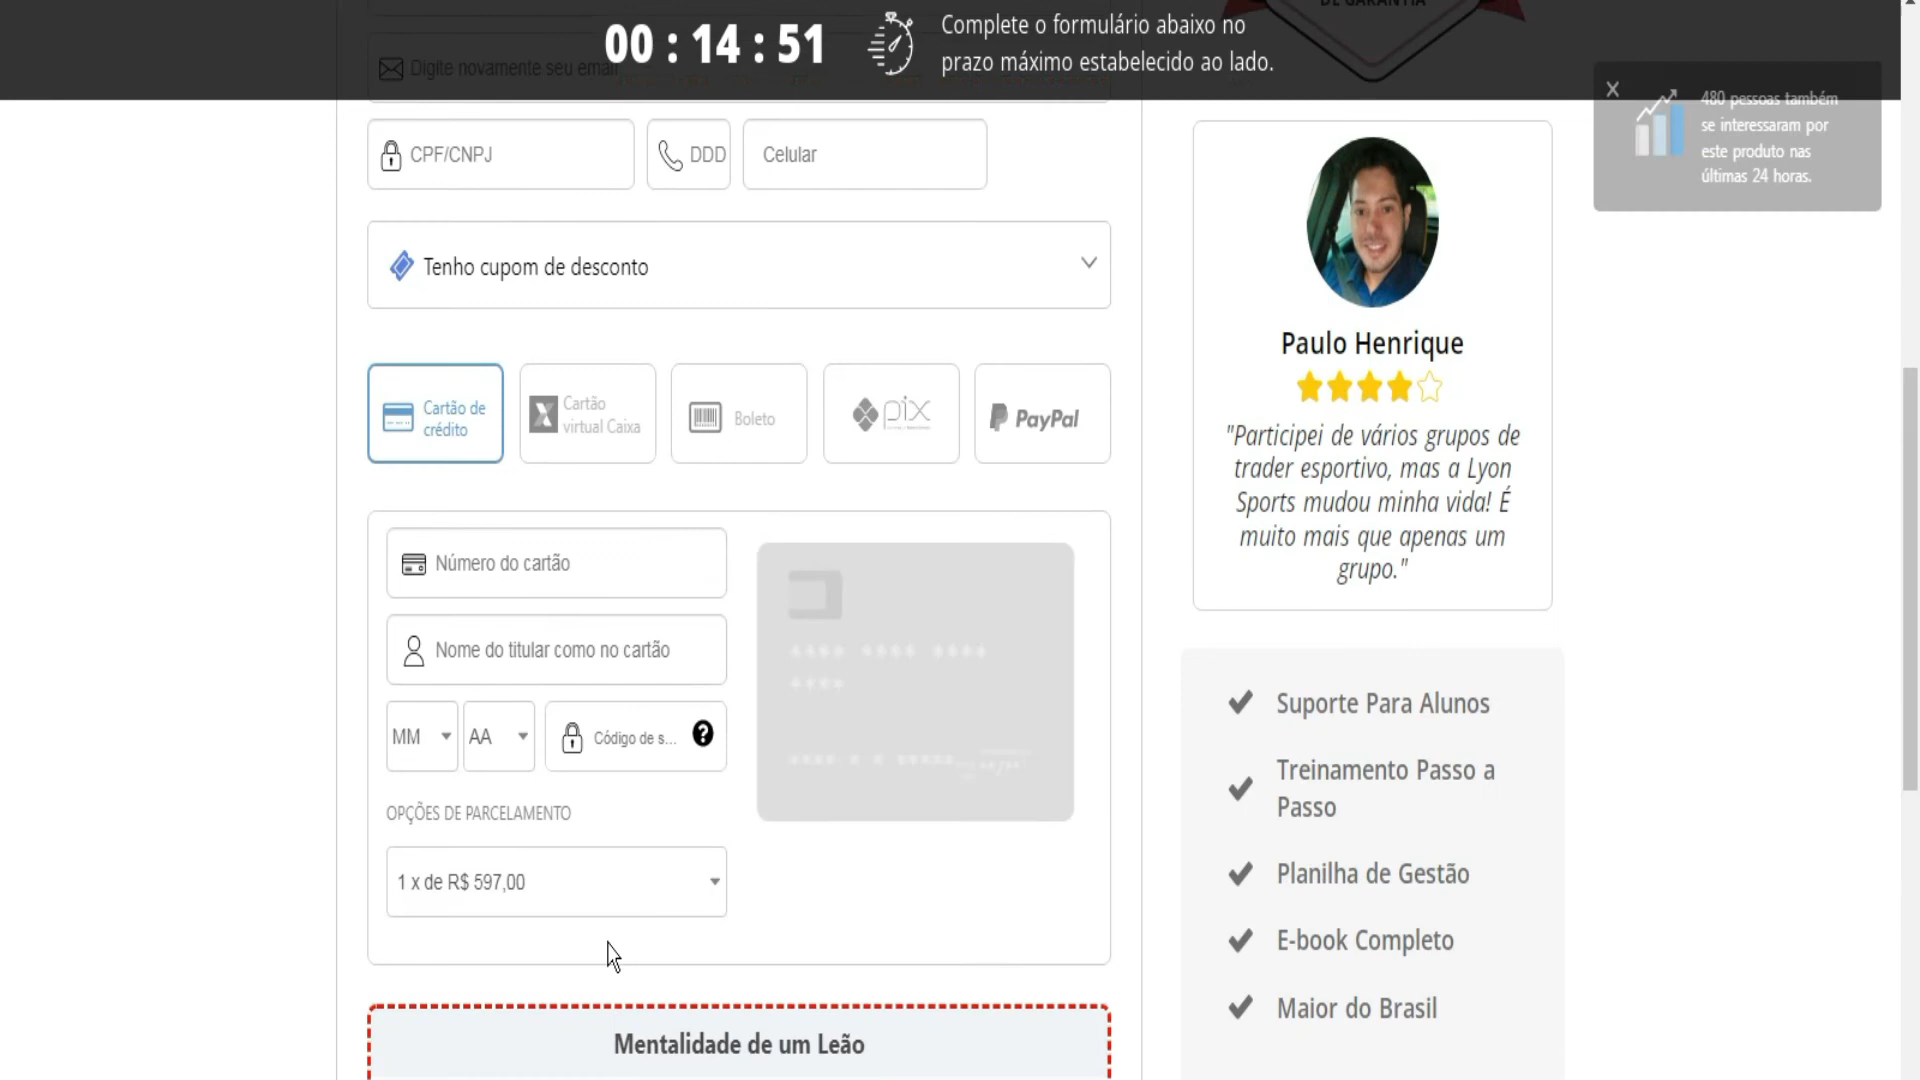 DE GARANTIA
00 : 14 : 51
Complete o formulário abaixo no
prazo máximo estabelecido ao lado.
Digite novamente seu email
X
480 pessoas também
se interessaram por
este produto nas
últimas 24 horas.
CPF/CNPJ
DDD
Celular
Tenho cupom de desconto
Cartão de
crédito
Cartão
virtual Caixa
Boleto
pix
PayPal
Número do cartão
Nome do titular como no cartão
MM
AA
Código de s...
?
OPÇÕES DE PARCELAMENTO
1 x de R$ 597,00
Mentalidade de um Leão
Paulo Henrique
"Participei de vários grupos de
trader esportivo, mas a Lyon
Sports mudou minha vida! É
muito mais que apenas um
grupo."
Suporte Para Alunos
Treinamento Passo a
Passo
Planilha de Gestão
E-book Completo
Maior do Brasil